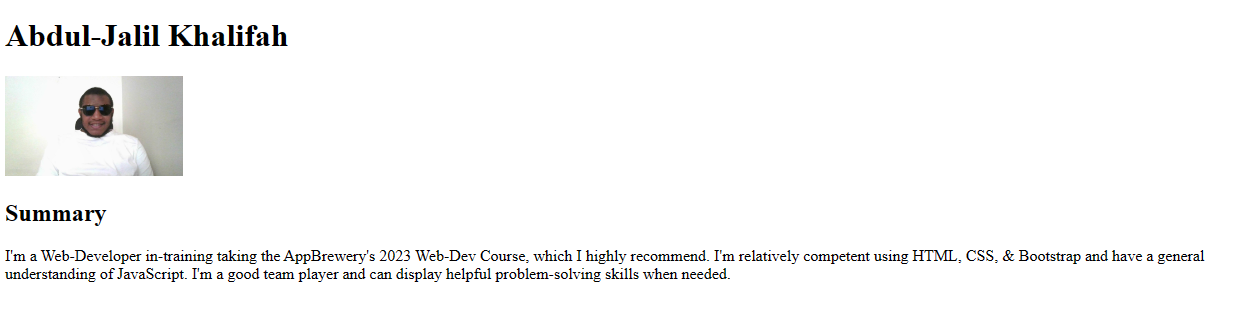 Abdul-Jalil Khalifah
Summary
I'm a Web-Developer in-training taking the AppBrewery's 2023 Web-Dev Course, which I highly recommend. I'm relatively competent using HTML, CSS, & Bootstrap and have a general
understanding of JavaScript. I'm a good team player and can display helpful problem-solving skills when needed.